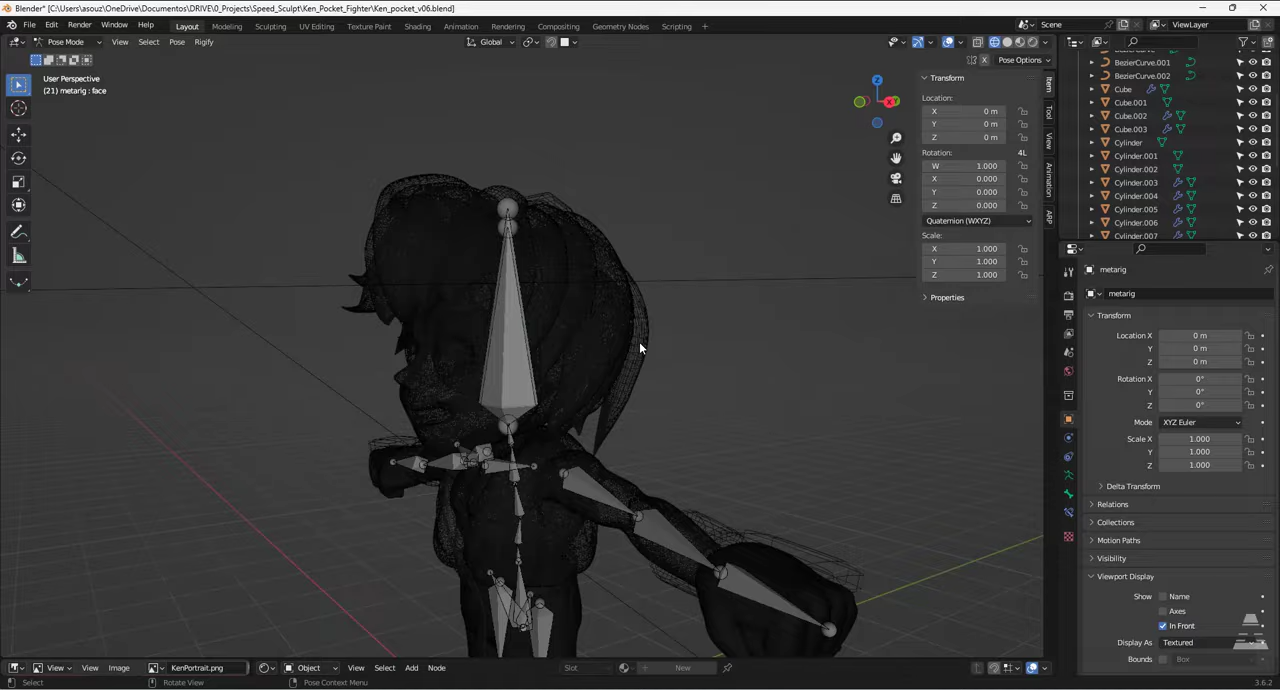 Blender* [C:\Users\asouz\OneDrive\Documentos\DRIVE\0_Projects\Speed_Sculpt\Ken_Pocket_Fighter\Ken_pocket_v06.blend]
File Edit Render Window Help Layout Modeling Sculpting UV Editing Texture Paint Shading Animation Rendering Compositing Geometry Nodes Scripting Scene ViewLayer
Pose Mode View Select Pose Rigify Global
X Pose Options
User Perspective
(21) metarig : face
Z
X Y
Transform
Location:
X 0 m
Y 0 m
Z 0 m
Rotation: 4L
W 1.000
X 0.000
Y 0.000
Z 0.000
Quaternion (WXYZ)
Scale:
X 1.000
Y 1.000
Z 1.000
Properties
Item
Tool
View
Animation
ARP
BezierCurve.001
BezierCurve.002
Cube
Cube.001
Cube.002
Cube.003
Cylinder
Cylinder.001
Cylinder.002
Cylinder.003
Cylinder.004
Cylinder.005
Cylinder.006
Cylinder.007
metarig
metarig
Transform
Location X 0 m
Y 0 m
Z 0 m
Rotation X 0°
Y 0°
Z 0°
Mode XYZ Euler
Scale X 1.000
Y 1.000
Z 1.000
Delta Transform
Relations
Collections
Motion Paths
Visibility
Viewport Display
Show Name
Axes
In Front
Display As Textured
Bounds Box
View View Image KenPortrait.png Object View Select Add Node Slot New
Select Rotate View Pose Context Menu 3.6.2